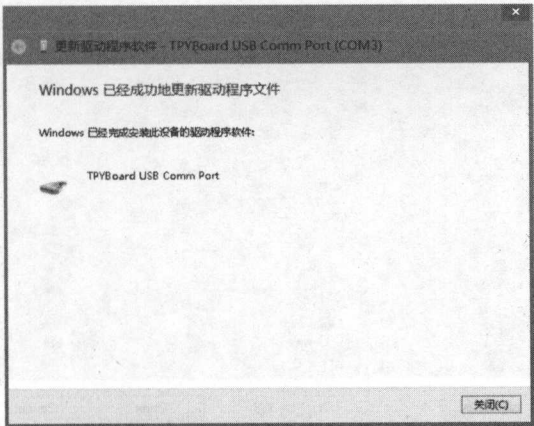 更新驱动程序软件 - TPYBoard USB Comm Port (COM3)
Windows 已经成功地更新驱动程序文件
Windows 已经完成安装此设备的驱动程序软件:
TPYBoard USB Comm Port
关闭(C)